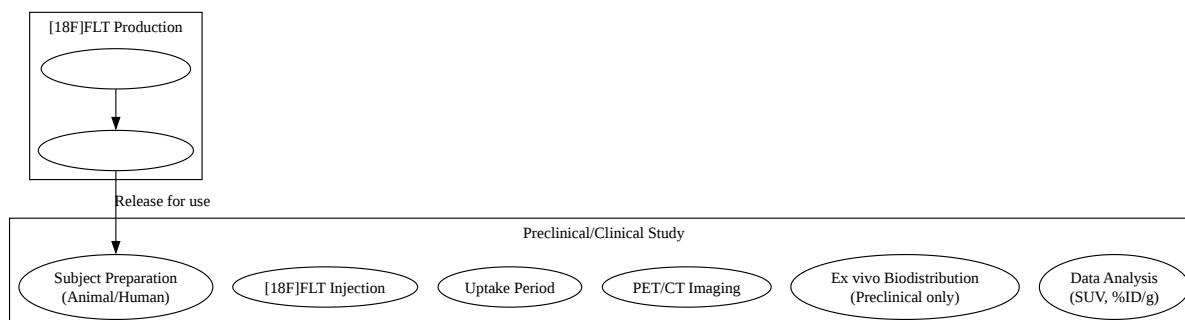 [18F]FLT Production
Release for use
Preclinical/Clinical Study
Subject Preparation
(Animal/Human)
[18F]FLT Injection
Uptake Period
PET/CT Imaging
Ex vivo Biodistribution
(Preclinical only)
Data Analysis
(SUV, %ID/g)